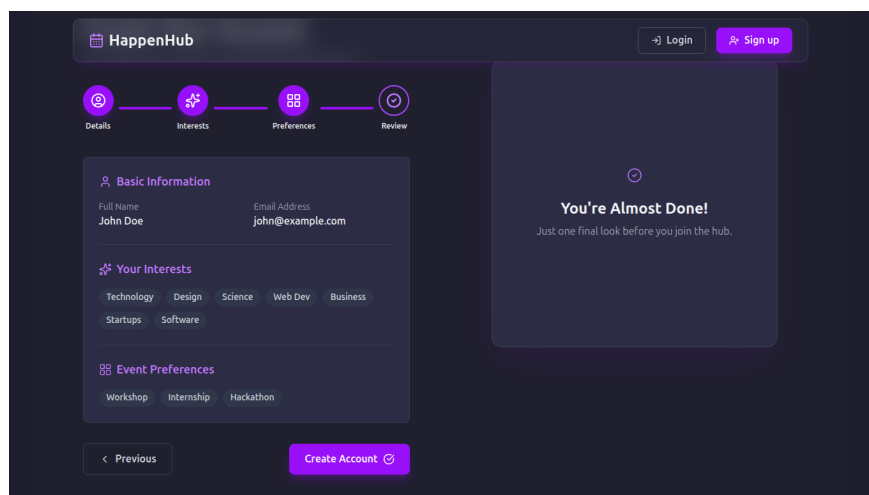 HappenHub
Login
Sign up
Details
Interests
Preferences
Review
Basic Information
Full Name
Email Address
John Doe
john@example.com
Your Interests
Technology Design Science Web Dev Business
Startups Software
Event Preferences
Workshop Internship Hackathon
Previous
Create Account
You're Almost Done!
Just one final look before you join the hub.